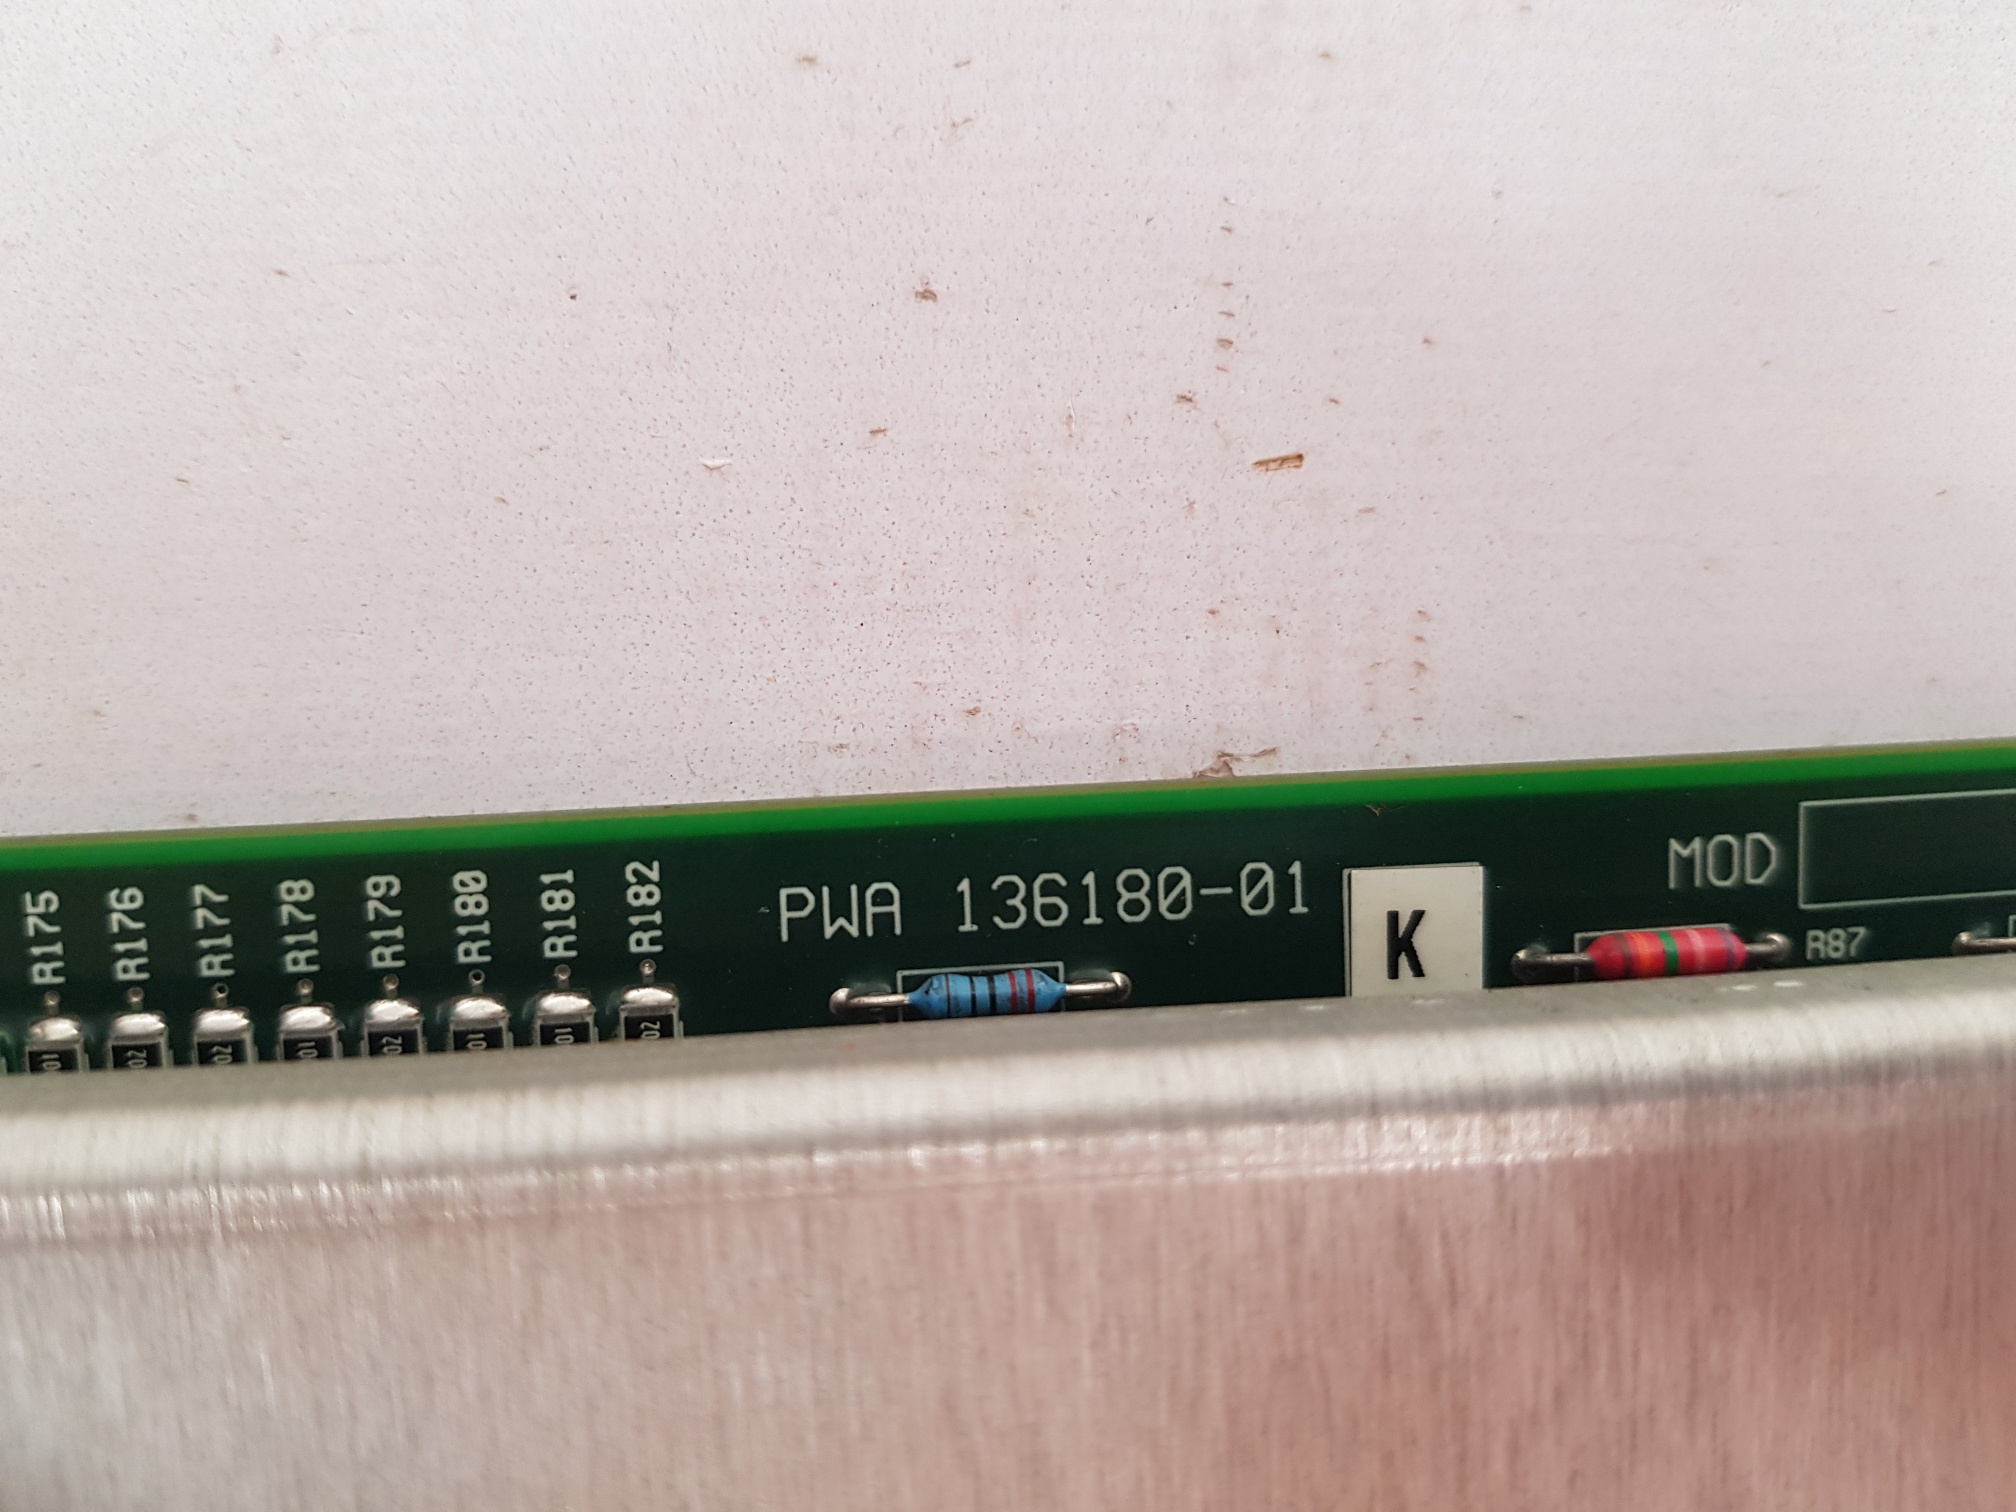 R175
R176
R177
R178
R179
R180
R181
R182
PWA 136180-01
K
MOD
R87